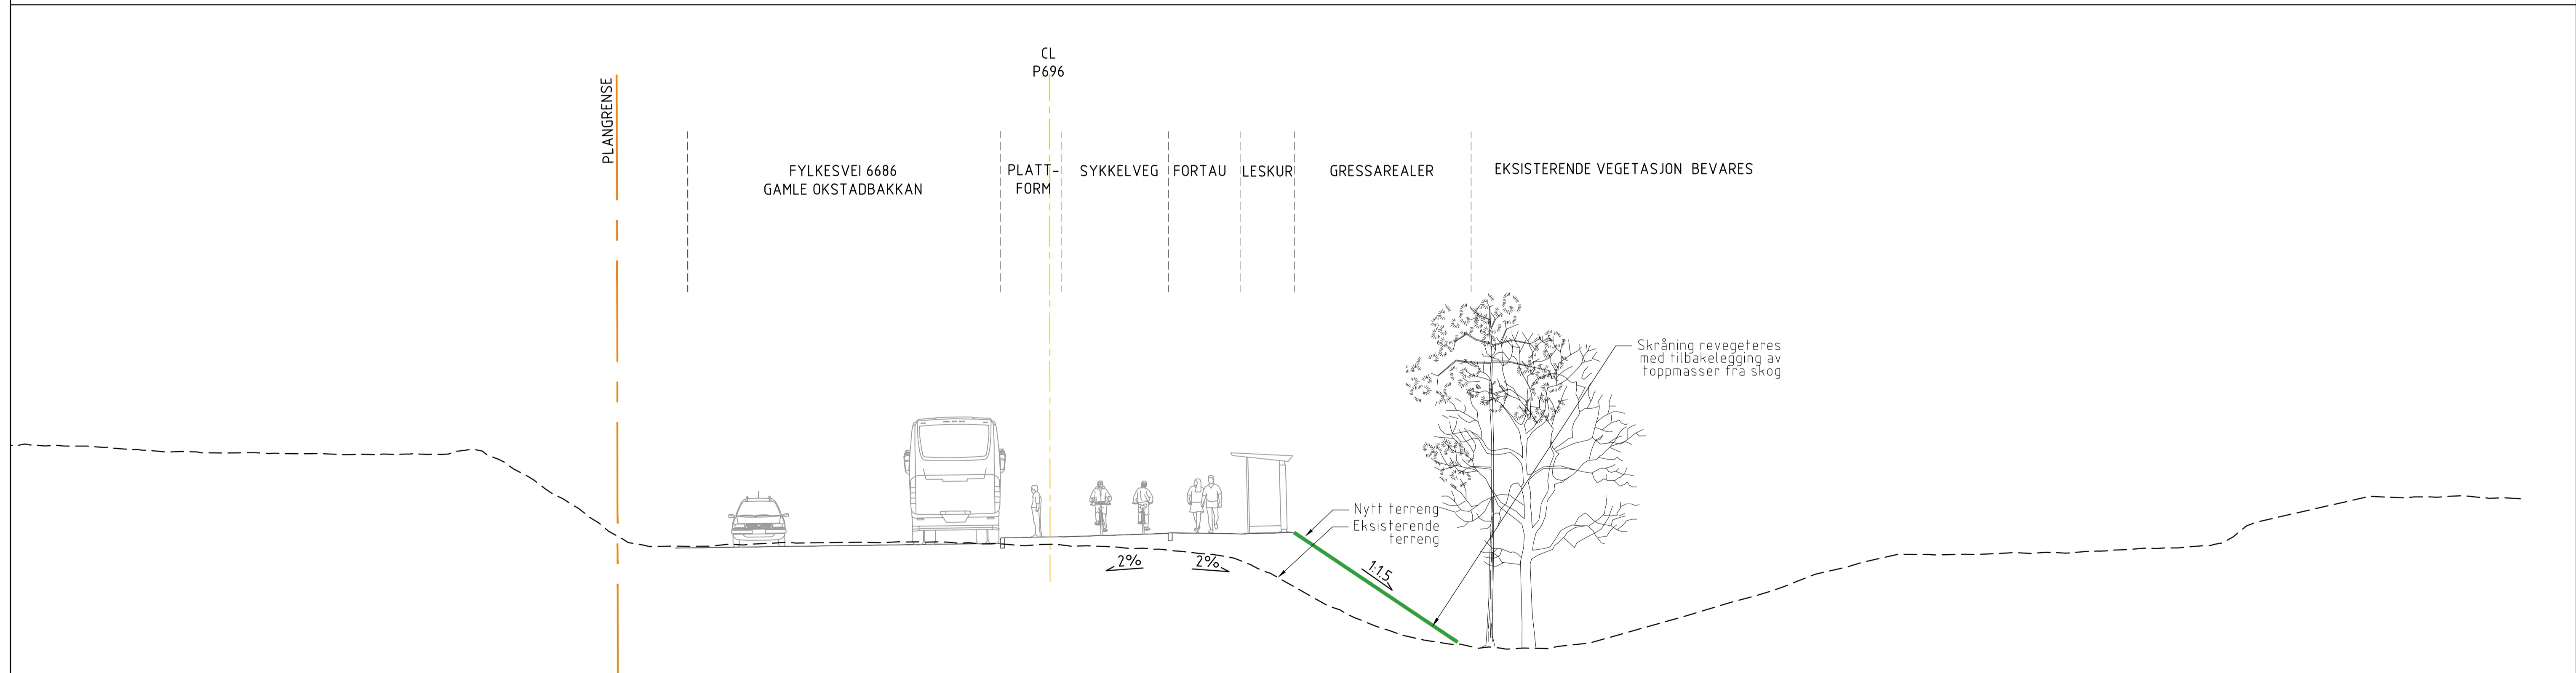 CL
P696
PLANGRENSE
FYLKESVEI 6686
GAMLE OKSTADBAKKAN
PLATT-
FORM
SYKKELVEG
FORTAU
LESKUR
GRESSAREALER
EKSISTERENDE VEGETASJON BEVARES
Skråning revegeteres
med tilbakelegging av
toppmasser fra skog
Nytt terreng
Eksisterende
terreng
2%
2%
1:1.5